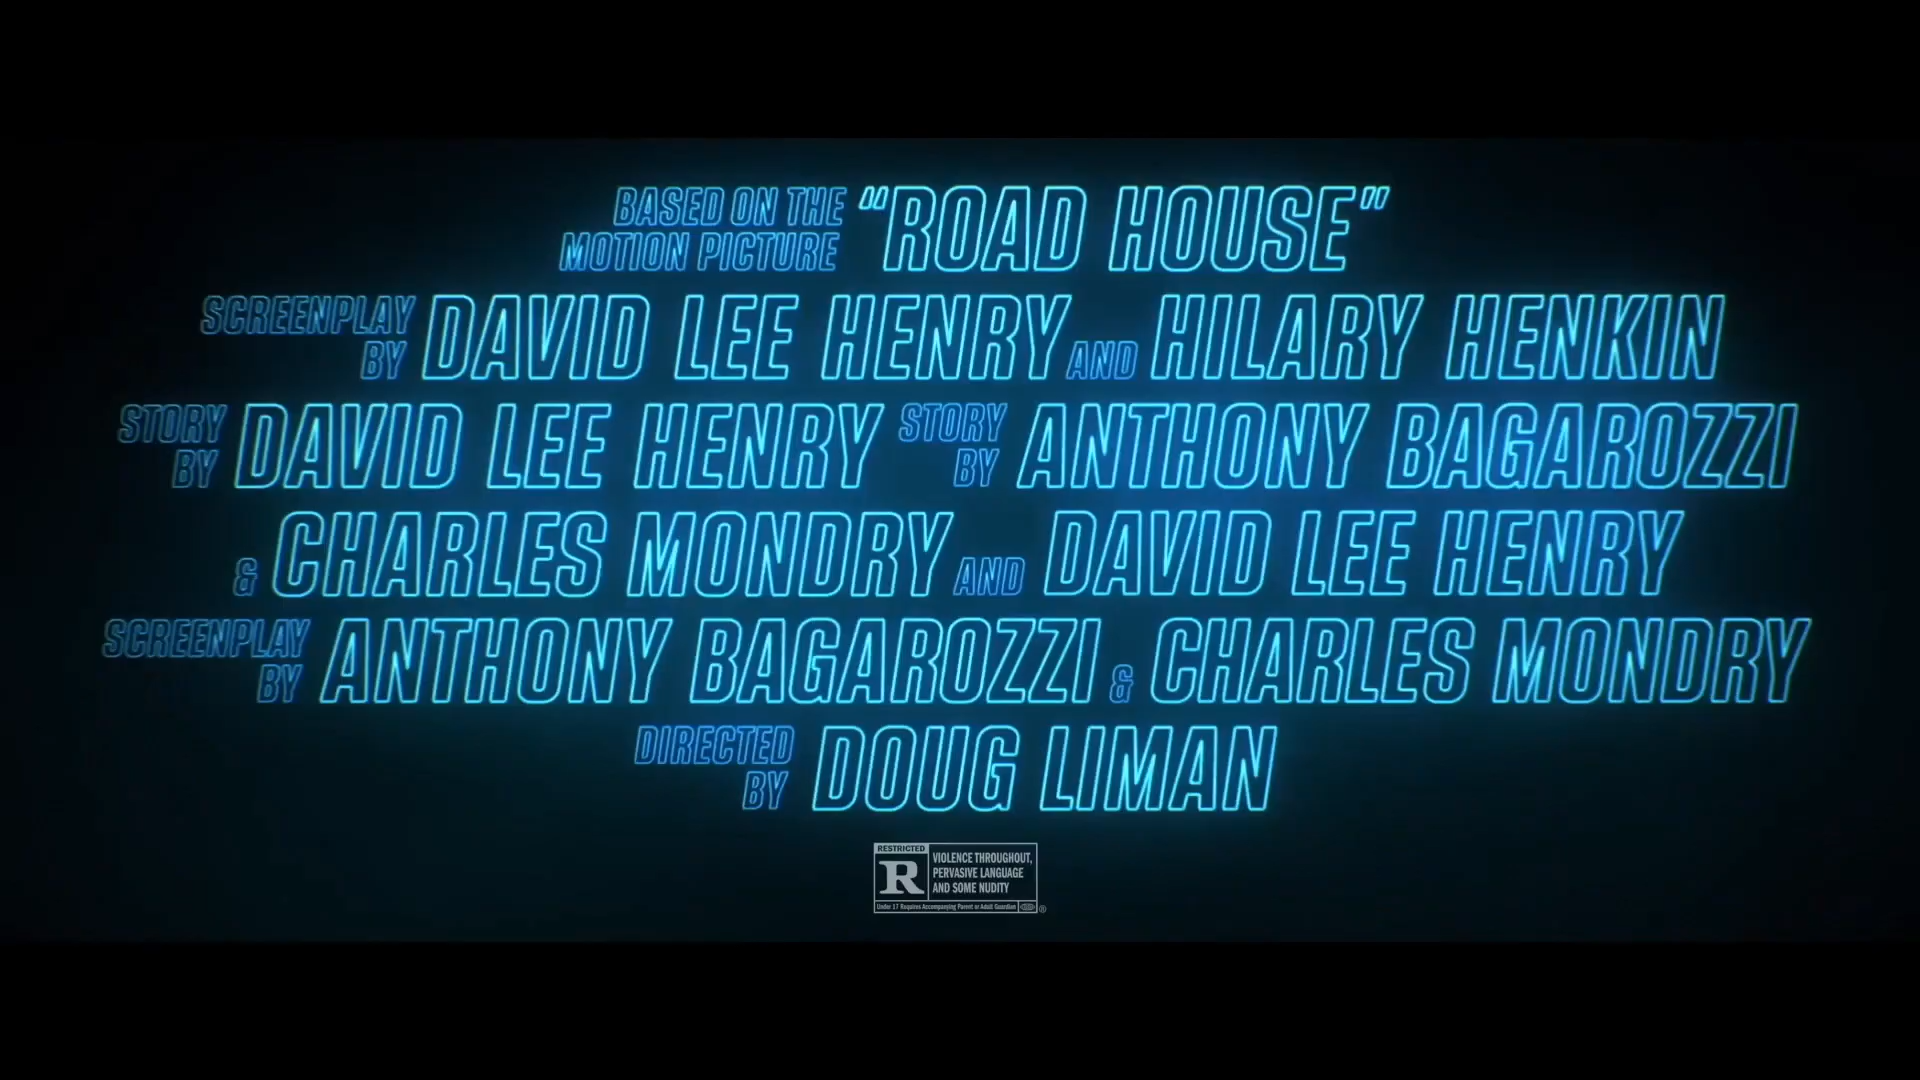 BASED ON THE MOTION PICTURE "ROAD HOUSE"
SCREENPLAY BY DAVID LEE HENRY AND HILARY HENKIN
STORY BY DAVID LEE HENRY STORY BY ANTHONY BAGAROZZI
& CHARLES MONDRY AND DAVID LEE HENRY
SCREENPLAY BY ANTHONY BAGAROZZI & CHARLES MONDRY
DIRECTED BY DOUG LIMAN
RESTRICTED
R
VIOLENCE THROUGHOUT,
PERVASIVE LANGUAGE
AND SOME NUDITY
Under 17 Requires Accompanying Parent or Adult Guardian ®